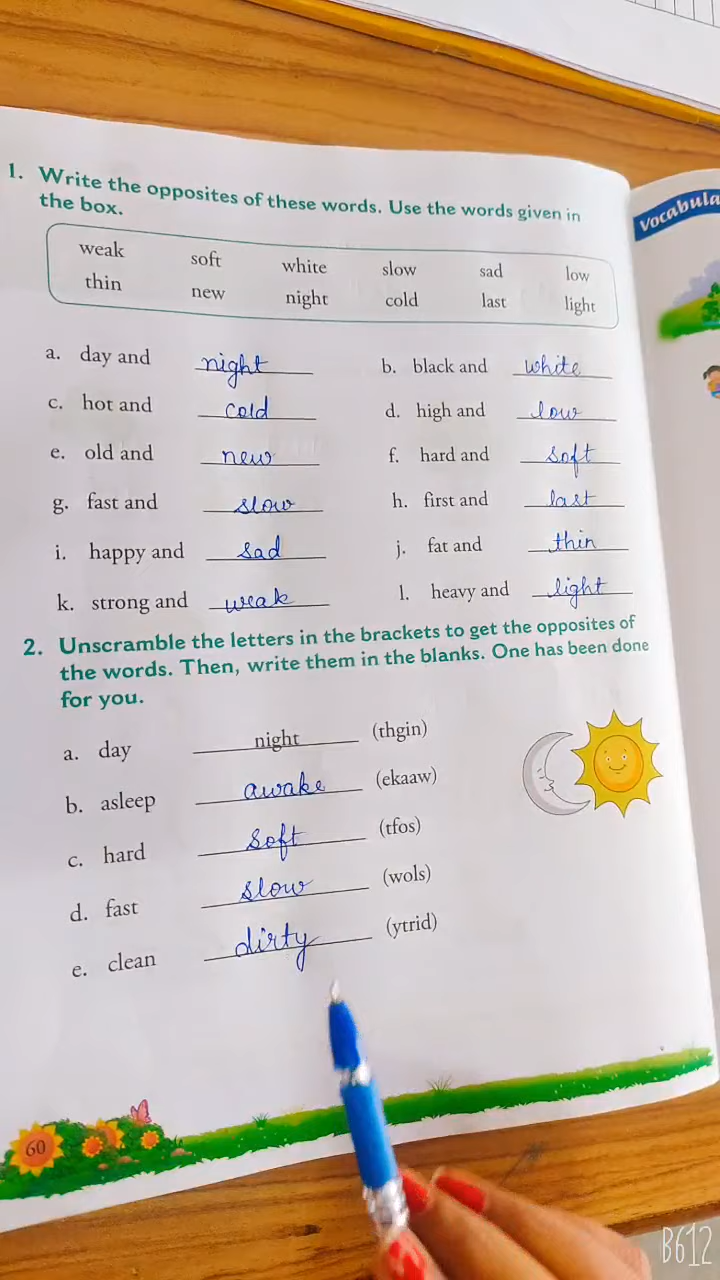 1. Write the opposites of these words. Use the words given in
the box.
weak soft white slow sad low
thin new night cold last light
a. day and night b. black and white
c. hot and cold d. high and low
e. old and new f. hard and soft
g. fast and slow h. first and last
i. happy and sad j. fat and thin
k. strong and weak l. heavy and light
2. Unscramble the letters in the brackets to get the opposites of
the words. Then, write them in the blanks. One has been done
for you.
a. day night (thgin)
b. asleep awake (ekaaw)
c. hard soft (tfos)
d. fast slow (wols)
e. clean dirty (ytrid)
60
B612